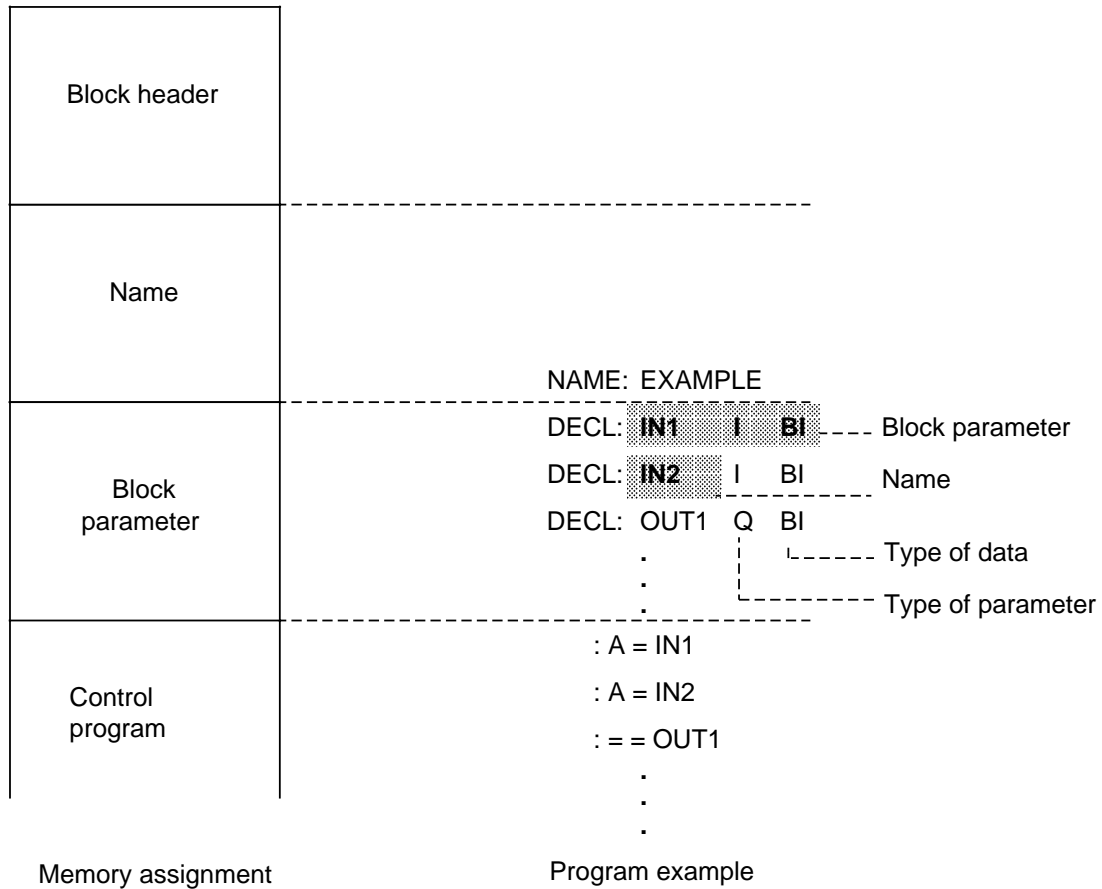 Block header
Name
NAME: EXAMPLE
DECL: IN1 I BI
Block parameter
DECL: IN2 I BI
Name
DECL: OUT1 Q BI
Type of data
Type of parameter
Block
parameter
.
.
.
: A = IN1
: A = IN2
: = = OUT1
.
.
.
Control
program
Memory assignment
Program example